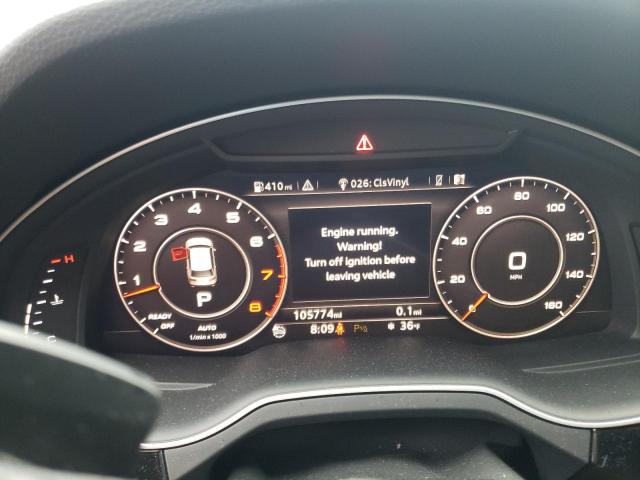 410 mi 026: ClsVinyl
Engine running.
Warning!
Turn off ignition before
leaving vehicle
105774mi 0.1mi
8:09 P 36°F
1 2 3 4 5 6 7 8
P
READY
OFF
AUTO
1/min x 1000
H
0 20 40 60 80 100 120 140 160
0
MPH